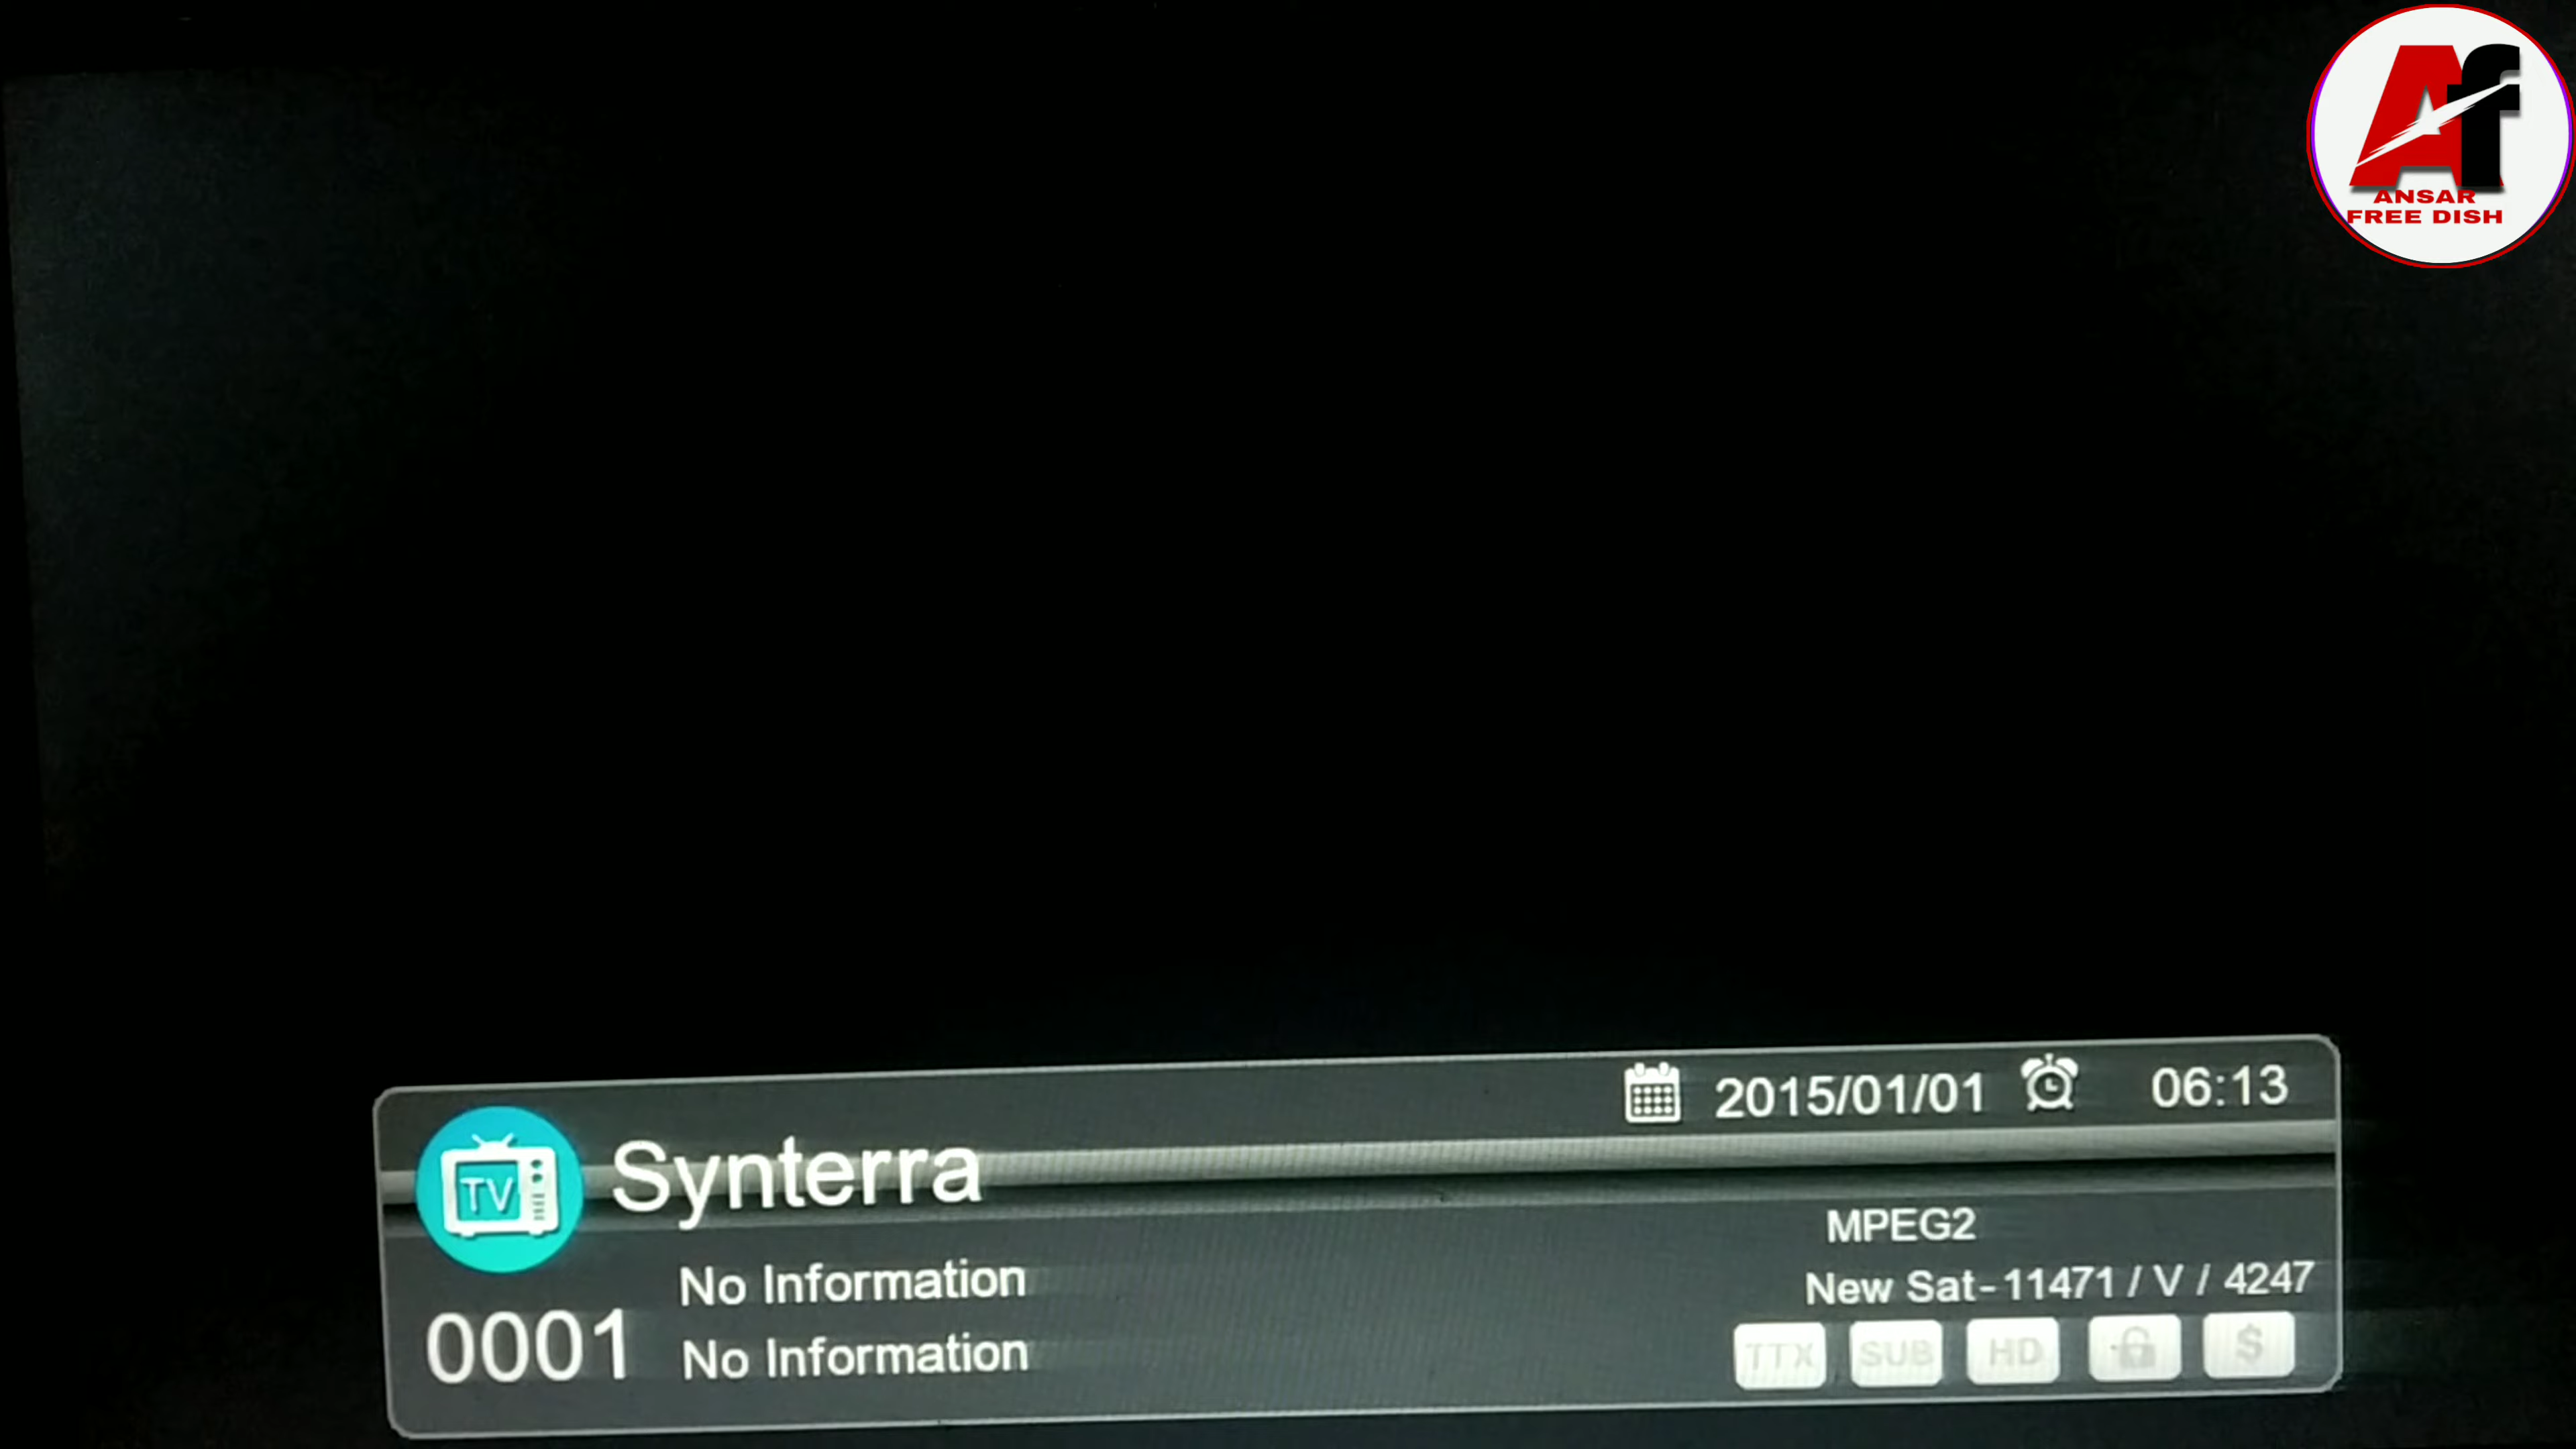 Af
ANSAR
FREE DISH
2015/01/01 06:13
TV
Synterra
MPEG2
No Information
New Sat-11471 / V / 4247
0001
No Information
TTX SUB HD $